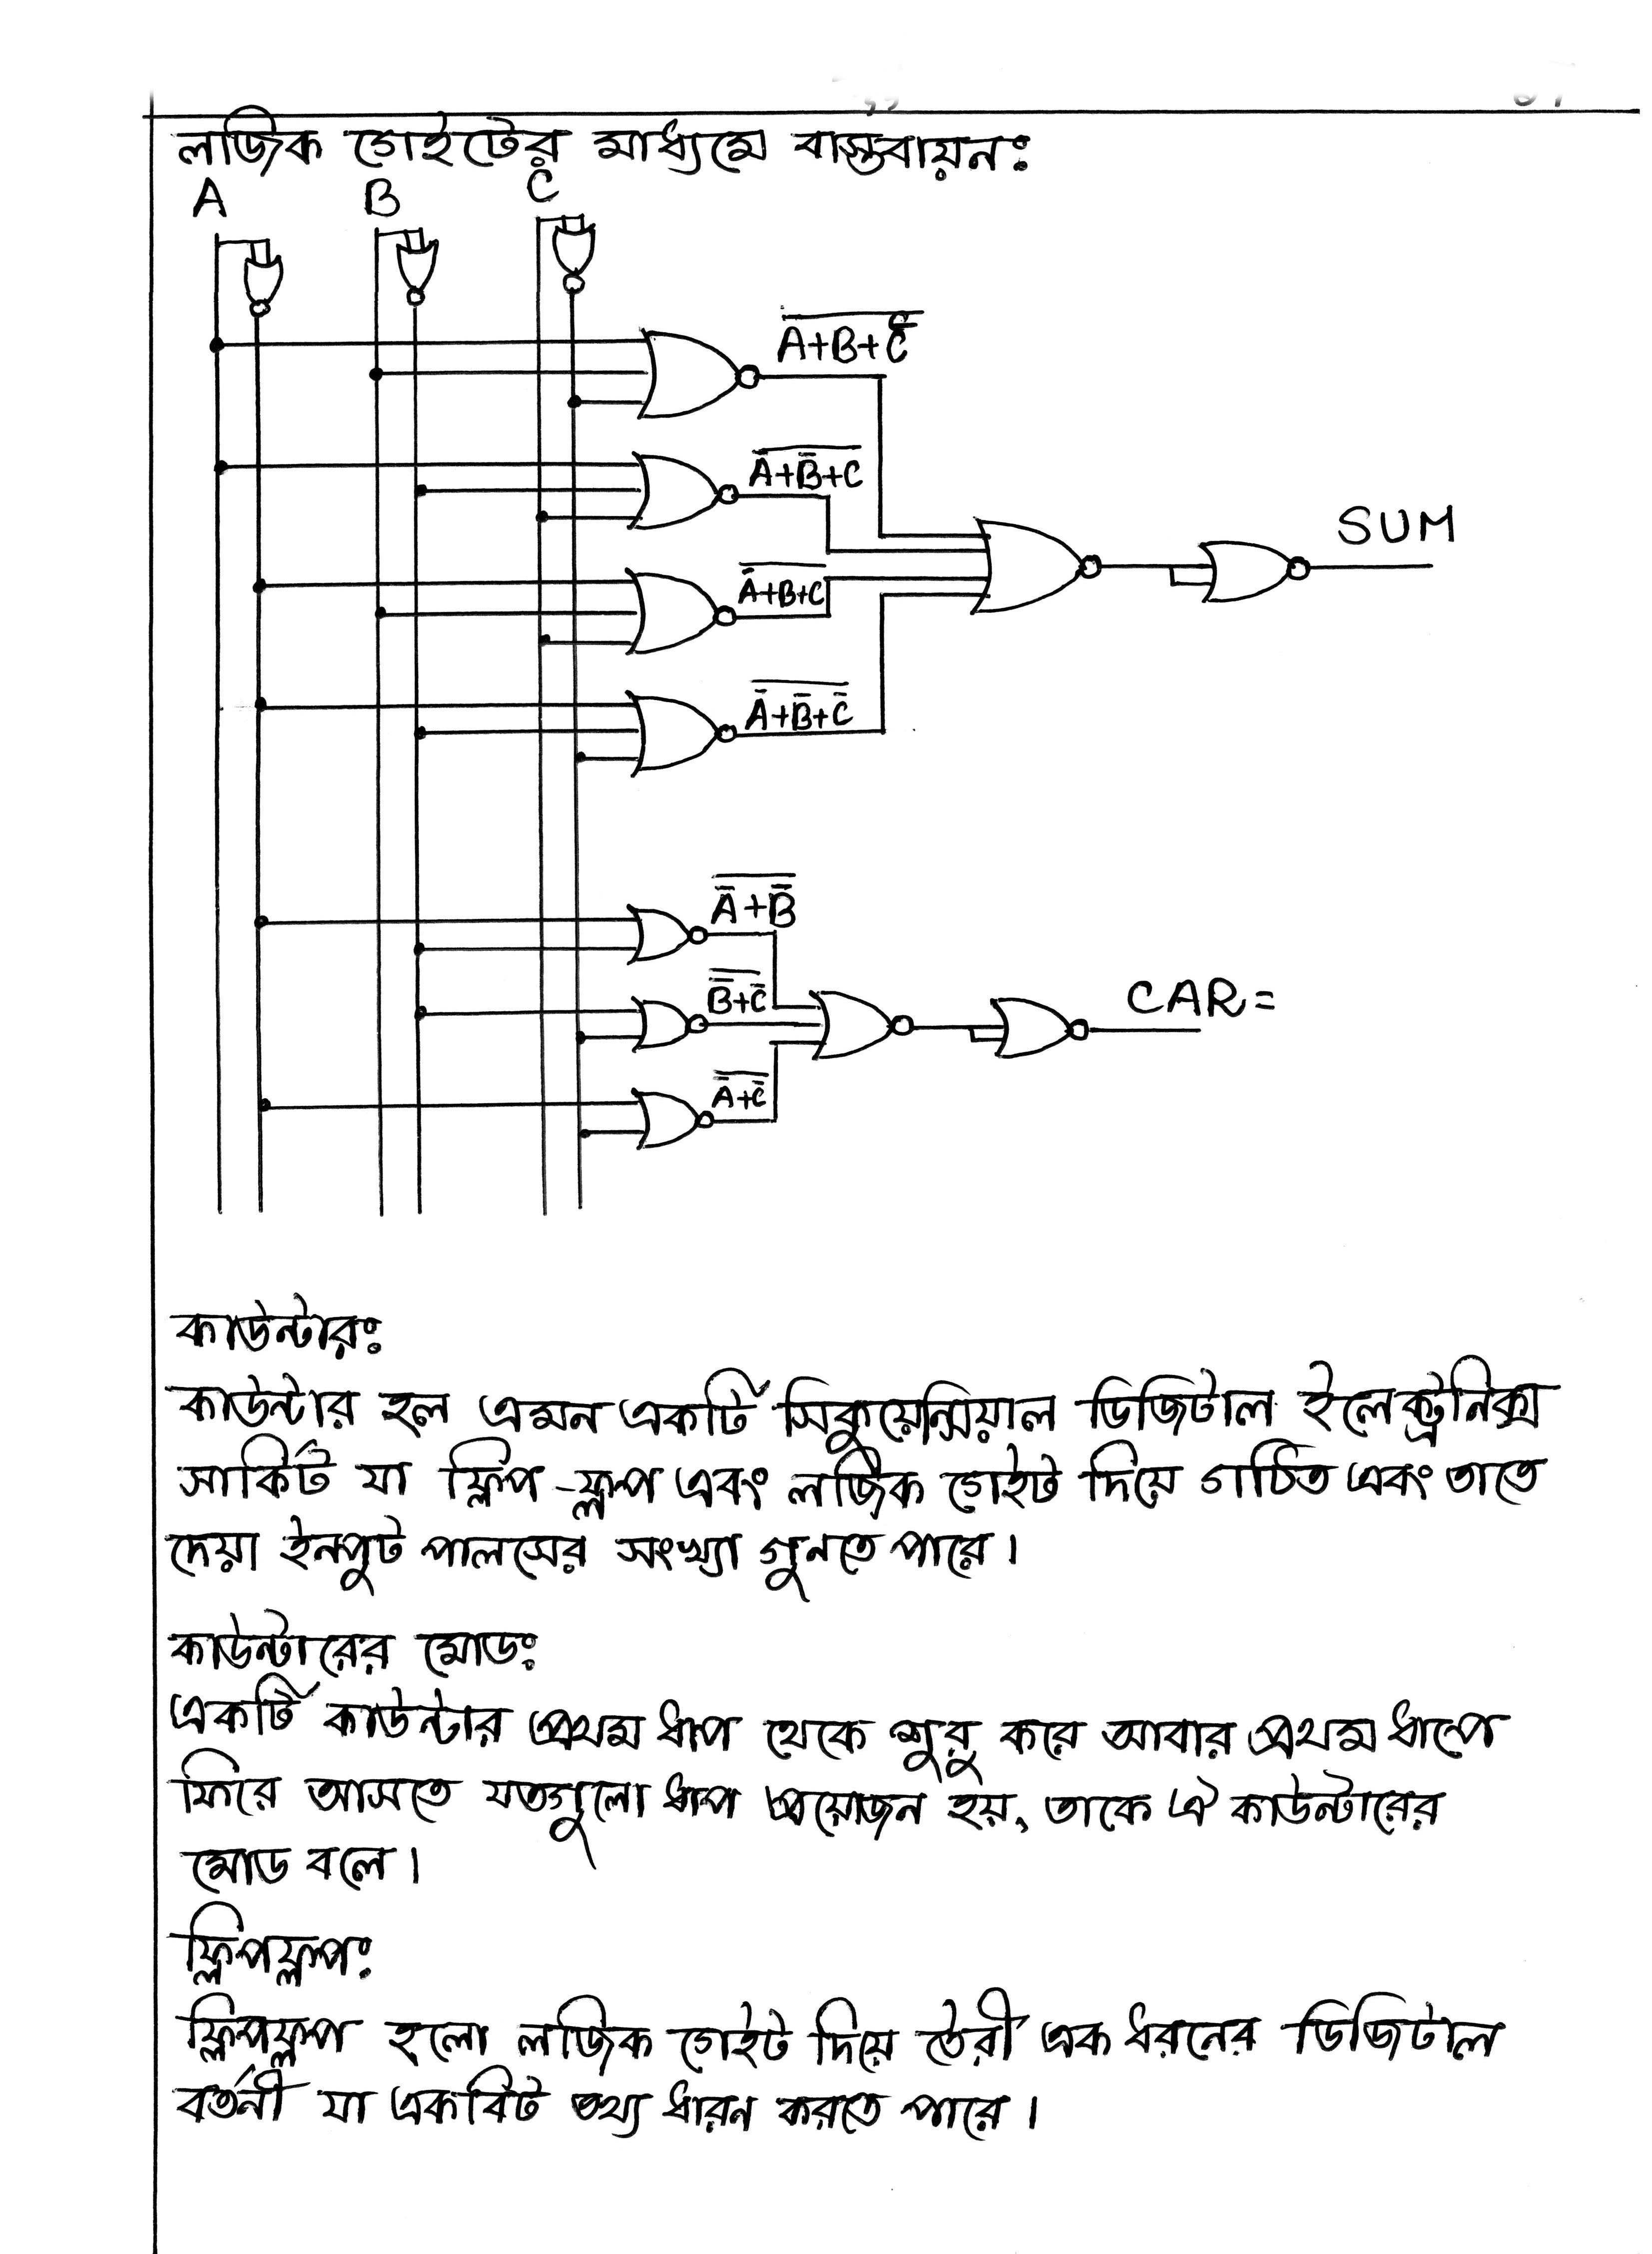 লজিক গেইটের মাধ্যমে বাস্তবায়নঃ
A B C
A̅+̅B̅+̅C̿
A̿+̅B̿+̅C̅
SUM
A̿+̅B̅+̅C̅
A̿+̅B̿+̅C̿
A̿+̅B̿
B̿+̅C̿
CAR=
A̿+̅C̿
কাউন্টারঃ
কাউন্টার হল এমন একটি সিকুয়েন্সিয়াল ডিজিটাল ইলেক্ট্রনিক্স
সার্কিট যা ফ্লিপ-ফ্লপ এবং লজিক গেইট দিয়ে গঠিত এবং তাতে
দেয়া ইনপুট পালসের সংখ্যা গুনতে পারে।
কাউন্টারের মোডঃ
একটি কাউন্টার প্রথম ধাপ থেকে শুরু করে আবার প্রথম ধাপে
ফিরে আসতে যতগুলো ধাপ প্রয়োজন হয়, তাকে ঐ কাউন্টারের
মোড বলে।
ফ্লিপফ্লপঃ
ফ্লিপফ্লপ হলো লজিক গেইট দিয়ে তৈরী এক ধরনের ডিজিটাল
বর্তনী যা একবিট তথ্য ধারন করতে পারে।